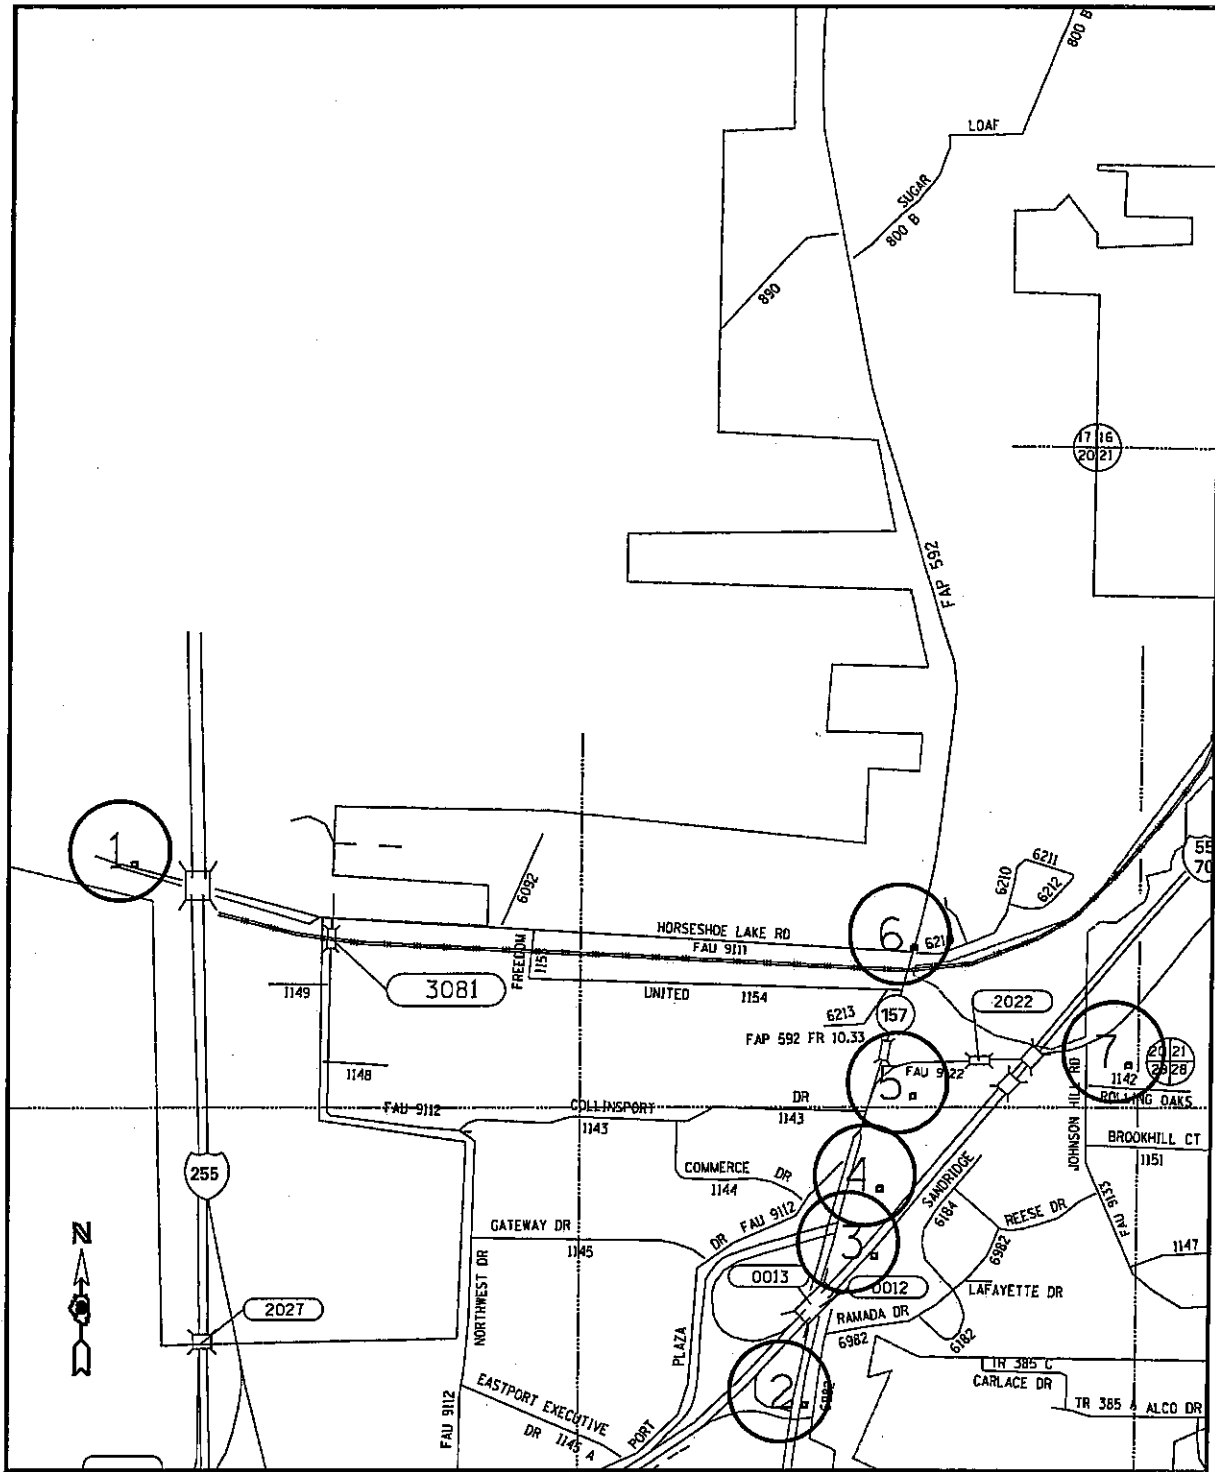 800 B
LOAF
SUGAR
800 B
890
17 16
20 21
FAP 592
1
55
70
6092
6211
6210
6212
HORSESHOE LAKE RD
FAU 9111
6
FREEDOM
3081
1149
UNITED
1154
6213
157
2022
FAP 592 FR 10.33
7
20 21
29 28
1148
FAU 9122
5
1142
ROLLING OAKS
FAU 9112
COLLINSPORT
DR
1143
1143
JOHNSON HILL RD
BROOKHILL CT
1151
255
COMMERCE
DR
1144
4
SANDRIDGE
6184
REESE DR
FAU 9133
N
GATEWAY DR
1145
DR
FAU 9112
3
6982
1147
0013
0012
LAFAYETTE DR
2027
NORTHWEST DR
RAMADA DR
6982
6182
PLAZA
TR 385 C
CARLACE DR
2
6982
EASTPORT EXECUTIVE
DR 1145 A
FAU 9112
PORT
TR 385
ALCO DR